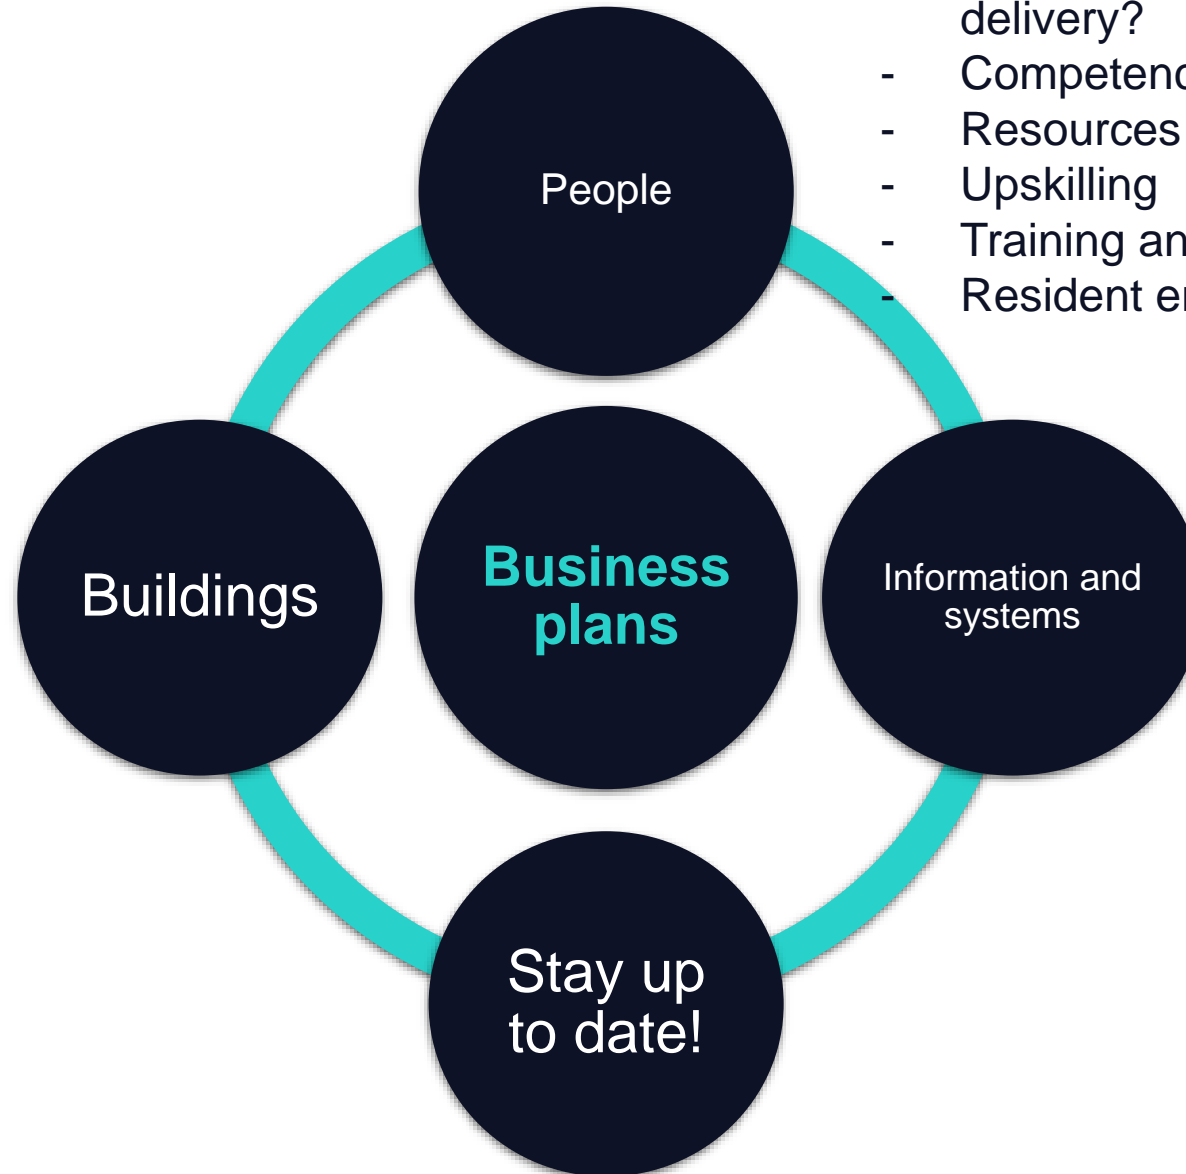 delivery?
-
- Resources
- Upskilling
- Training
- Resident
People
Buildings
Business
plans
Information and
systems
Stay up
to date!